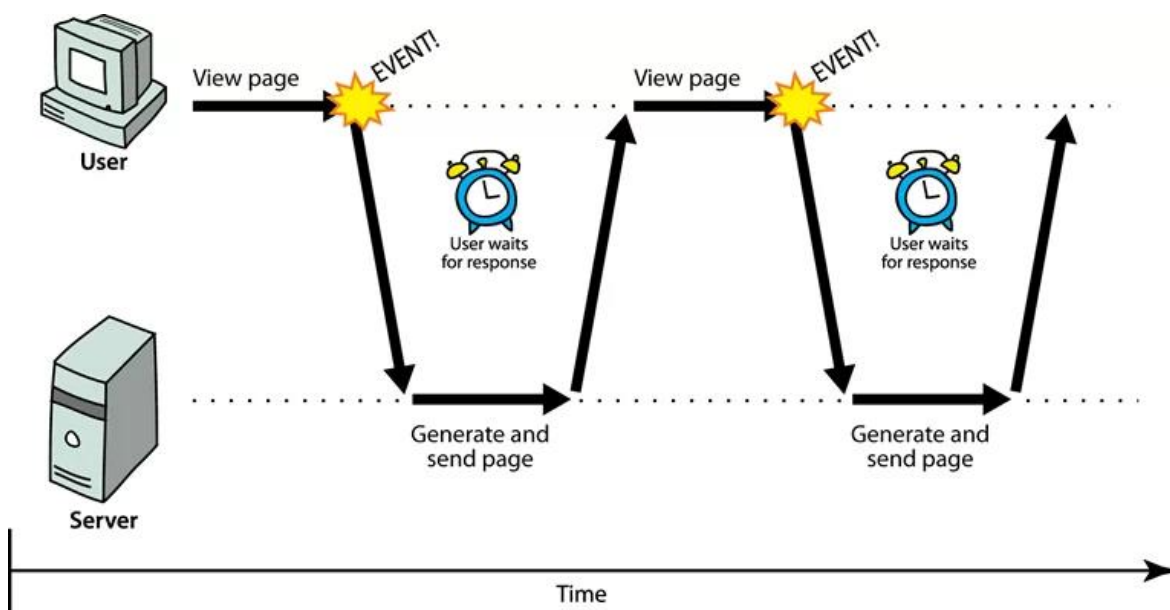 EVENT!
EVENT!
View page
View page
User
User waits
for response
User waits
for response
Generate and
send page
Generate and
send page
Server
Time